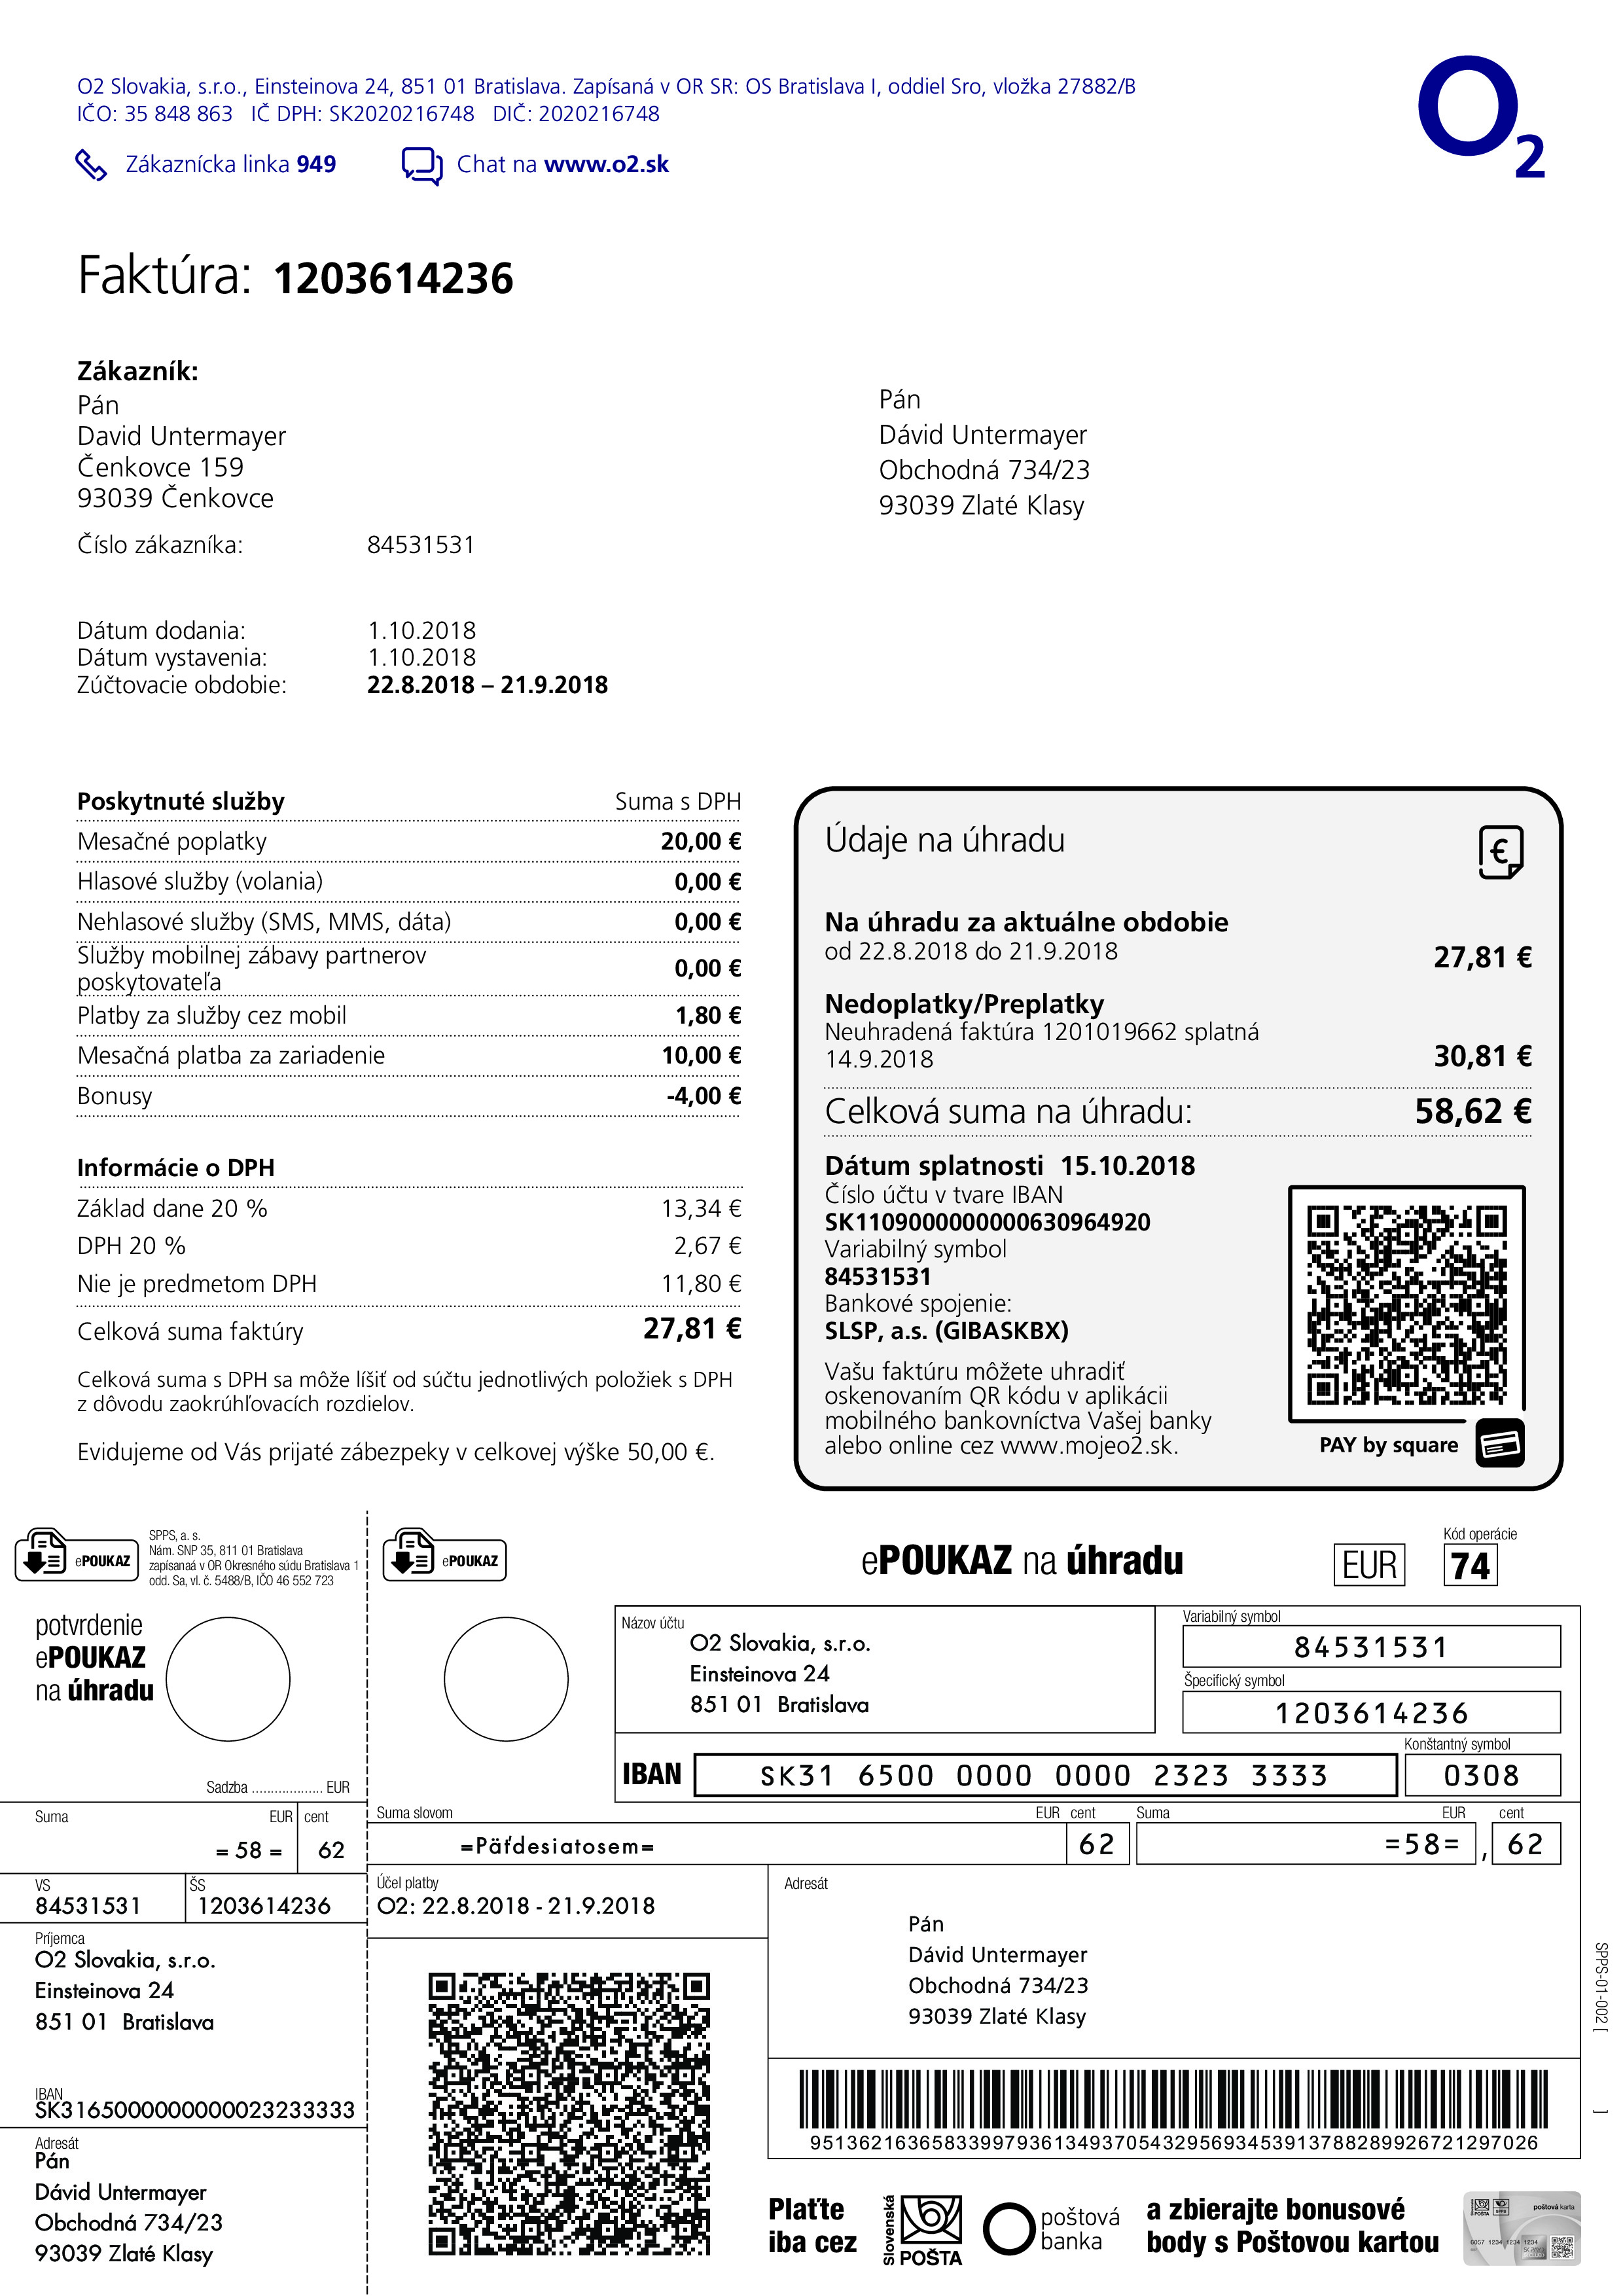 O2 Slovakia, s.r.o., Einsteinova 24, 851 01 Bratislava. Zapísaná v OR SR: OS Bratislava I, oddiel Sro, vložka 27882/B
IČO: 35 848 863 IČ DPH: SK2020216748 DIČ: 2020216748
Zákaznícka linka 949 Chat na www.o2.sk
O2
Faktúra: 1203614236
Zákazník:
Pán
David Untermayer
Čenkovce 159
93039 Čenkovce
Pán
Dávid Untermayer
Obchodná 734/23
93039 Zlaté Klasy
Číslo zákazníka: 84531531
Dátum dodania: 1.10.2018
Dátum vystavenia: 1.10.2018
Zúčtovacie obdobie: 22.8.2018 – 21.9.2018
Poskytnuté služby Suma s DPH
Mesačné poplatky 20,00 €
Hlasové služby (volania) 0,00 €
Nehlasové služby (SMS, MMS, dáta) 0,00 €
Služby mobilnej zábavy partnerov
poskytovateľa 0,00 €
Platby za služby cez mobil 1,80 €
Mesačná platba za zariadenie 10,00 €
Bonusy -4,00 €
Informácie o DPH
Základ dane 20 % 13,34 €
DPH 20 % 2,67 €
Nie je predmetom DPH 11,80 €
Celková suma faktúry 27,81 €
Celková suma s DPH sa môže líšiť od súčtu jednotlivých položiek s DPH
z dôvodu zaokrúhľovacích rozdielov.
Evidujeme od Vás prijaté zábezpeky v celkovej výške 50,00 €.
Údaje na úhradu
€
Na úhradu za aktuálne obdobie
od 22.8.2018 do 21.9.2018 27,81 €
Nedoplatky/Preplatky
Neuhradená faktúra 1201019662 splatná
14.9.2018 30,81 €
Celková suma na úhradu: 58,62 €
Dátum splatnosti 15.10.2018
Číslo účtu v tvare IBAN
SK1109000000000630964920
Variabilný symbol
84531531
Bankové spojenie:
SLSP, a.s. (GIBASKBX)
Vašu faktúru môžete uhradiť
oskenovaním QR kódu v aplikácii
mobilného bankovníctva Vašej banky
alebo online cez www.mojeo2.sk.
PAY by square
ePOUKAZ
SPPS, a. s.
Nám. SNP 35, 811 01 Bratislava
zapísanaá v OR Okresného súdu Bratislava 1
odd. Sa, vl. č. 5488/B, IČO 46 552 723
potvrdenie
ePOUKAZ
na úhradu
Sadzba ................... EUR
Suma EUR cent
= 58 = 62
VS ŠS
84531531 1203614236
Príjemca
O2 Slovakia, s.r.o.
Einsteinova 24
851 01 Bratislava
IBAN
SK3165000000000023233333
Adresát
Pán
Dávid Untermayer
Obchodná 734/23
93039 Zlaté Klasy
ePOUKAZ
ePOUKAZ na úhradu
EUR
Kód operácie
74
Názov účtu
O2 Slovakia, s.r.o.
Einsteinova 24
851 01 Bratislava
Variabilný symbol
84531531
Špecifický symbol
1203614236
Konštantný symbol
IBAN SK31 6500 0000 0000 2323 3333 0308
Suma slovom EUR cent Suma EUR cent
=Päťdesiatosem= 62 =58= , 62
Účel platby
O2: 22.8.2018 - 21.9.2018
Adresát
Pán
Dávid Untermayer
Obchodná 734/23
93039 Zlaté Klasy
SPPS-01-002 [ ]
951362163658339979361349370543295693453913788289926721297026
Plaťte
iba cez
Slovenská
POŠTA
poštová
banka
a zbierajte bonusové
body s Poštovou kartou
poštová karta